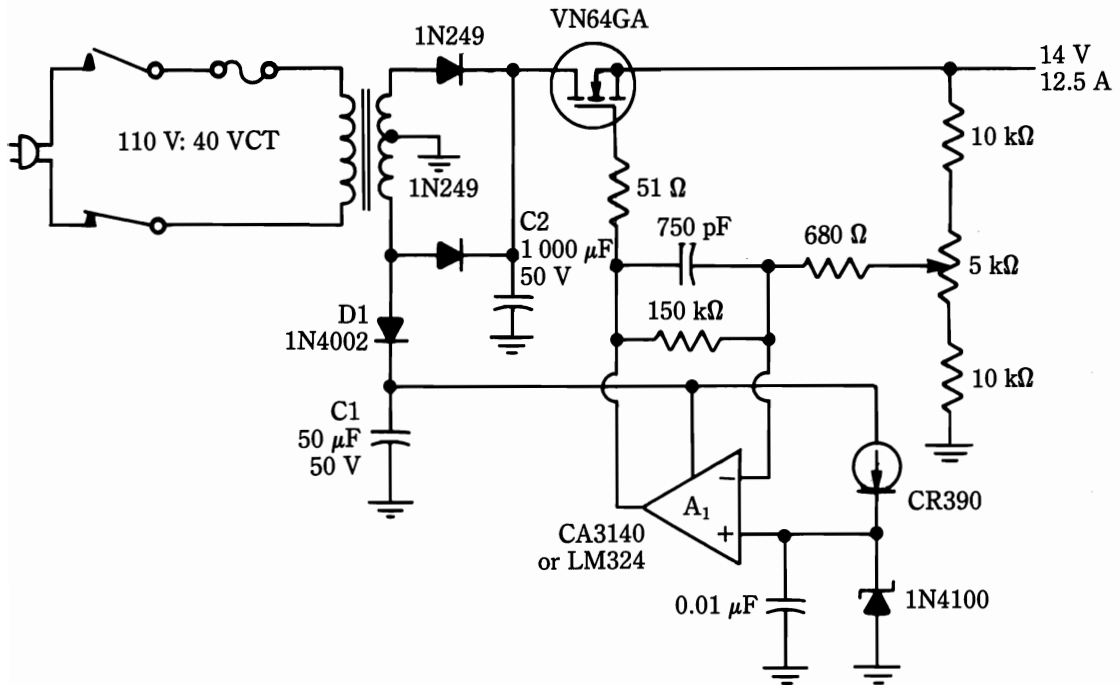 VN64GA
1N249
14 V
12.5 A
110 V: 40 VCT
10 kΩ
1N249
51 Ω
C2
1 000 μF
50 V
750 pF
680 Ω
5 kΩ
150 kΩ
D1
1N4002
10 kΩ
C1
50 μF
50 V
CR390
−
A1
+
CA3140
or LM324
0.01 μF
1N4100